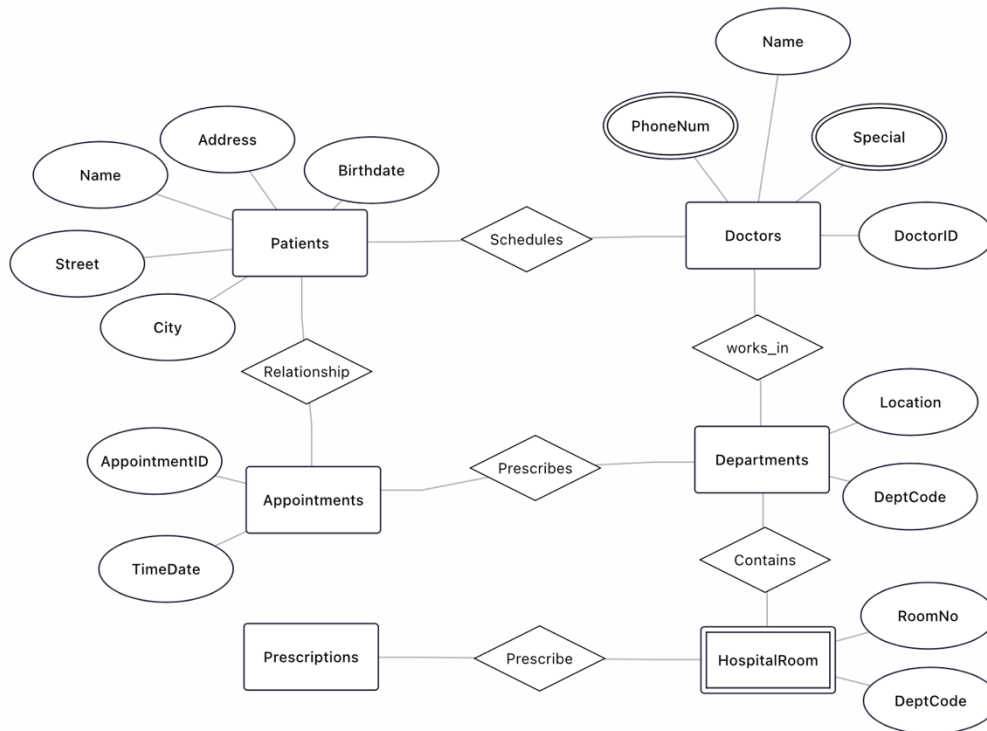 Name
PhoneNum
Special
Address
Name
Birthdate
Patients
Schedules
Doctors
DoctorID
Street
City
Relationship
works_in
Location
AppointmentID
Appointments
Prescribes
Departments
DeptCode
TimeDate
Contains
RoomNo
Prescriptions
Prescribe
HospitalRoom
DeptCode